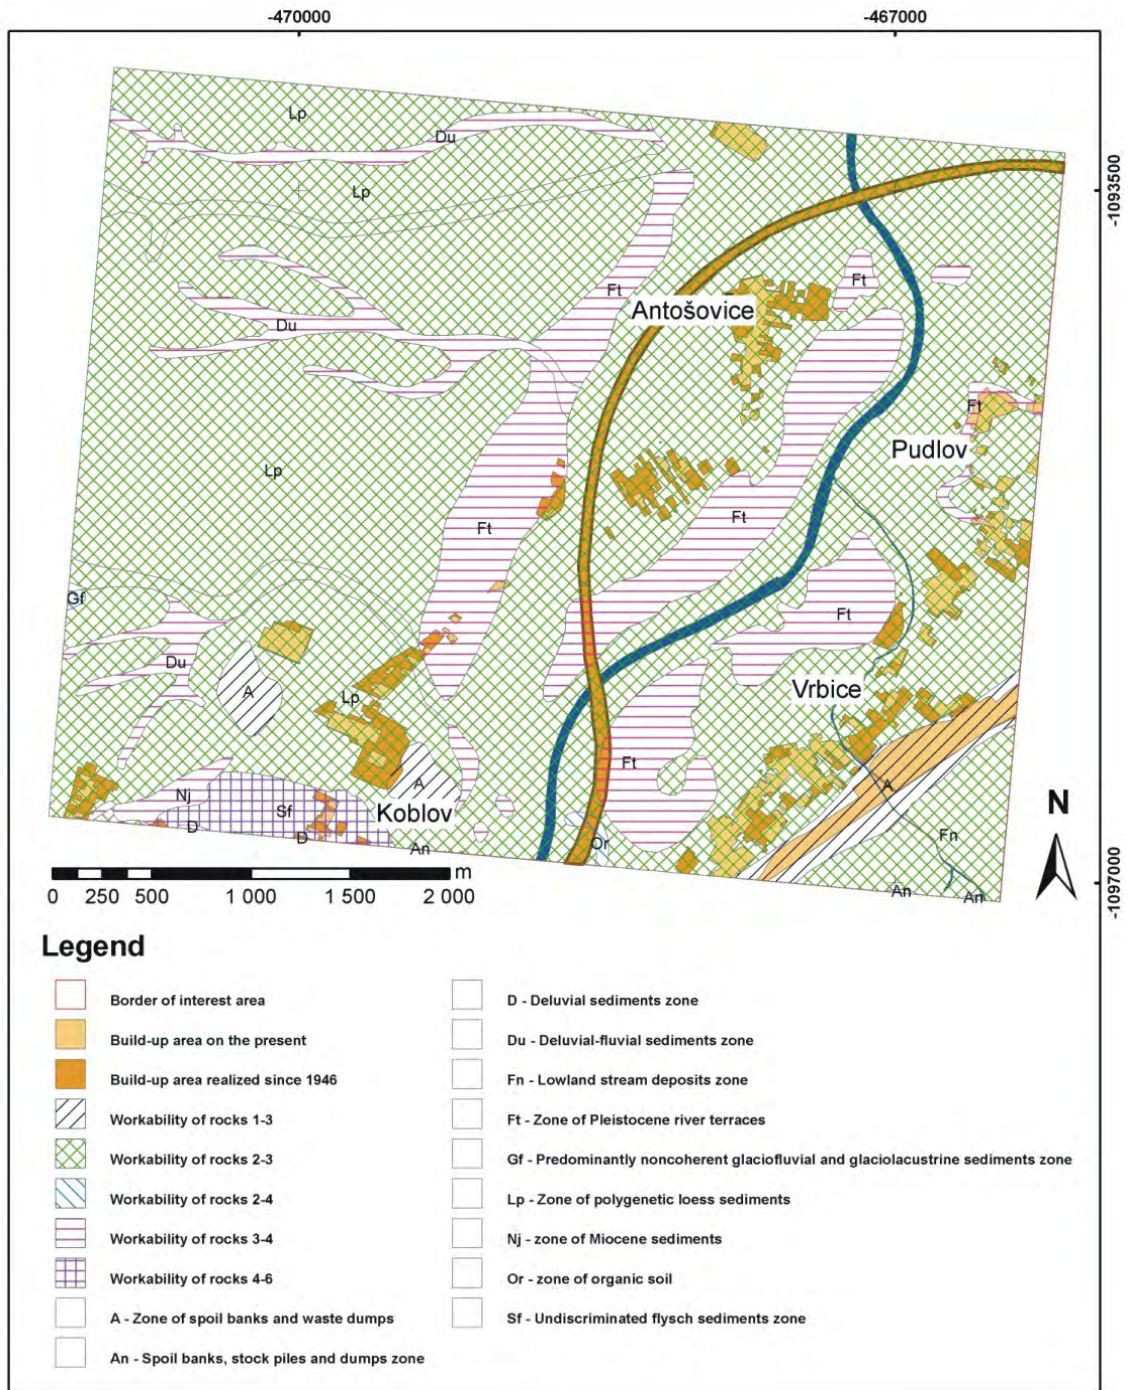 -470000
-467000
-1093500
Lp
Du
Lp
Ft
Ft
Antošovice
Du
Ft
Pudlov
Lp
Ft
Ft
Gf
Ft
Du
A
Lp
Vrbice
Ft
A
A
Nj
Sf
Koblov
N
D
D
An
Or
Fn
An
An
-1097000
m
0 250 500 1 000 1 500 2 000
Legend
Border of interest area
Build-up area on the present
Build-up area realized since 1946
Workability of rocks 1-3
Workability of rocks 2-3
Workability of rocks 2-4
Workability of rocks 3-4
Workability of rocks 4-6
A - Zone of spoil banks and waste dumps
An - Spoil banks, stock piles and dumps zone
D - Deluvial sediments zone
Du - Deluvial-fluvial sediments zone
Fn - Lowland stream deposits zone
Ft - Zone of Pleistocene river terraces
Gf - Predominantly noncoherent glaciofluvial and glaciolacustrine sediments zone
Lp - Zone of polygenetic loess sediments
Nj - zone of Miocene sediments
Or - zone of organic soil
Sf - Undiscriminated flysch sediments zone